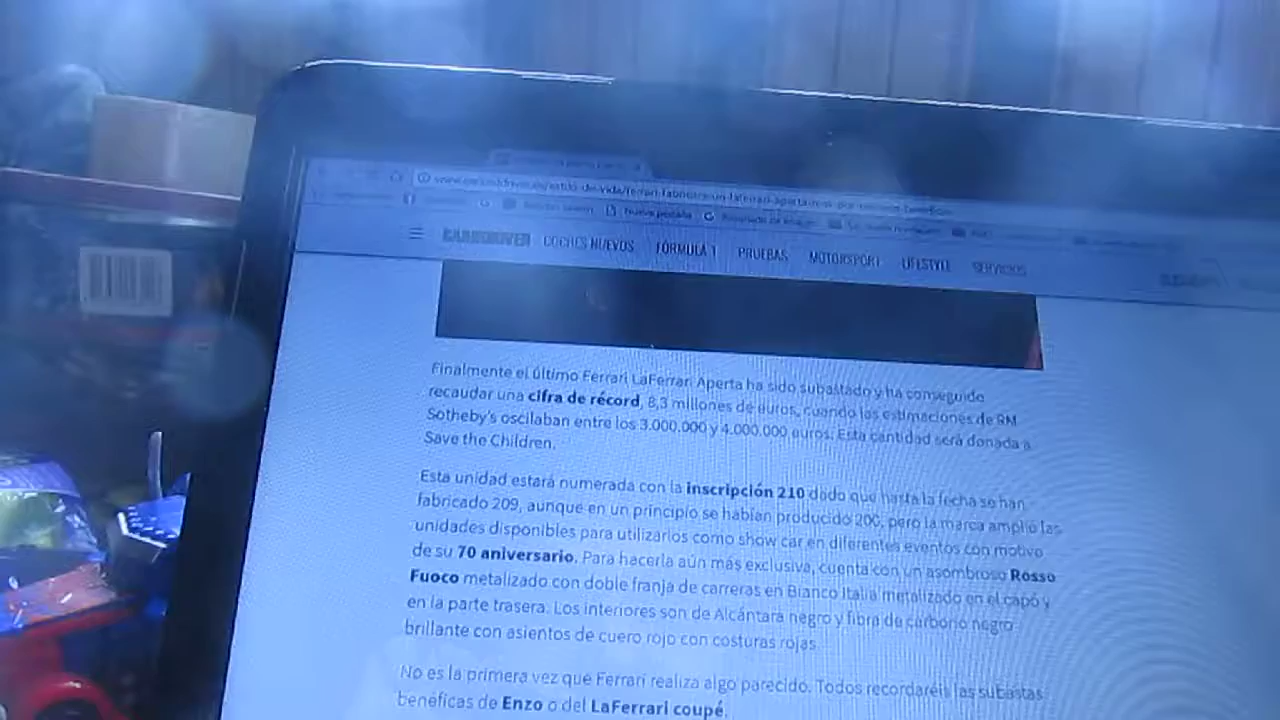 COCHES NUEVOS FÓRMULA 1 PRUEBAS MOTORSPORT LIFESTYLE SERVICIOS
Finalmente el último Ferrari LaFerrari Aperta ha sido subastado y ha conseguido
recaudar una cifra de récord, 8,3 millones de euros, cuando las estimaciones de RM
Sotheby's oscilaban entre los 3.000.000 y 4.000.000 euros. Esta cantidad será donada a
Save the Children.
Esta unidad estará numerada con la inscripción 210 dado que hasta la fecha se han
fabricado 209, aunque en un principio se habían producido 200, pero la marca amplió las
unidades disponibles para utilizarlos como show car en diferentes eventos con motivo
de su 70 aniversario. Para hacerla aún más exclusiva, cuenta con un asombroso Rosso
Fuoco metalizado con doble franja de carreras en Bianco Italia metalizado en el capó y
en la parte trasera. Los interiores son de Alcántara negro y fibra de carbono negro
brillante con asientos de cuero rojo con costuras rojas.
No es la primera vez que Ferrari realiza algo parecido. Todos recordaréis las subastas
benéficas de Enzo o del LaFerrari coupé.